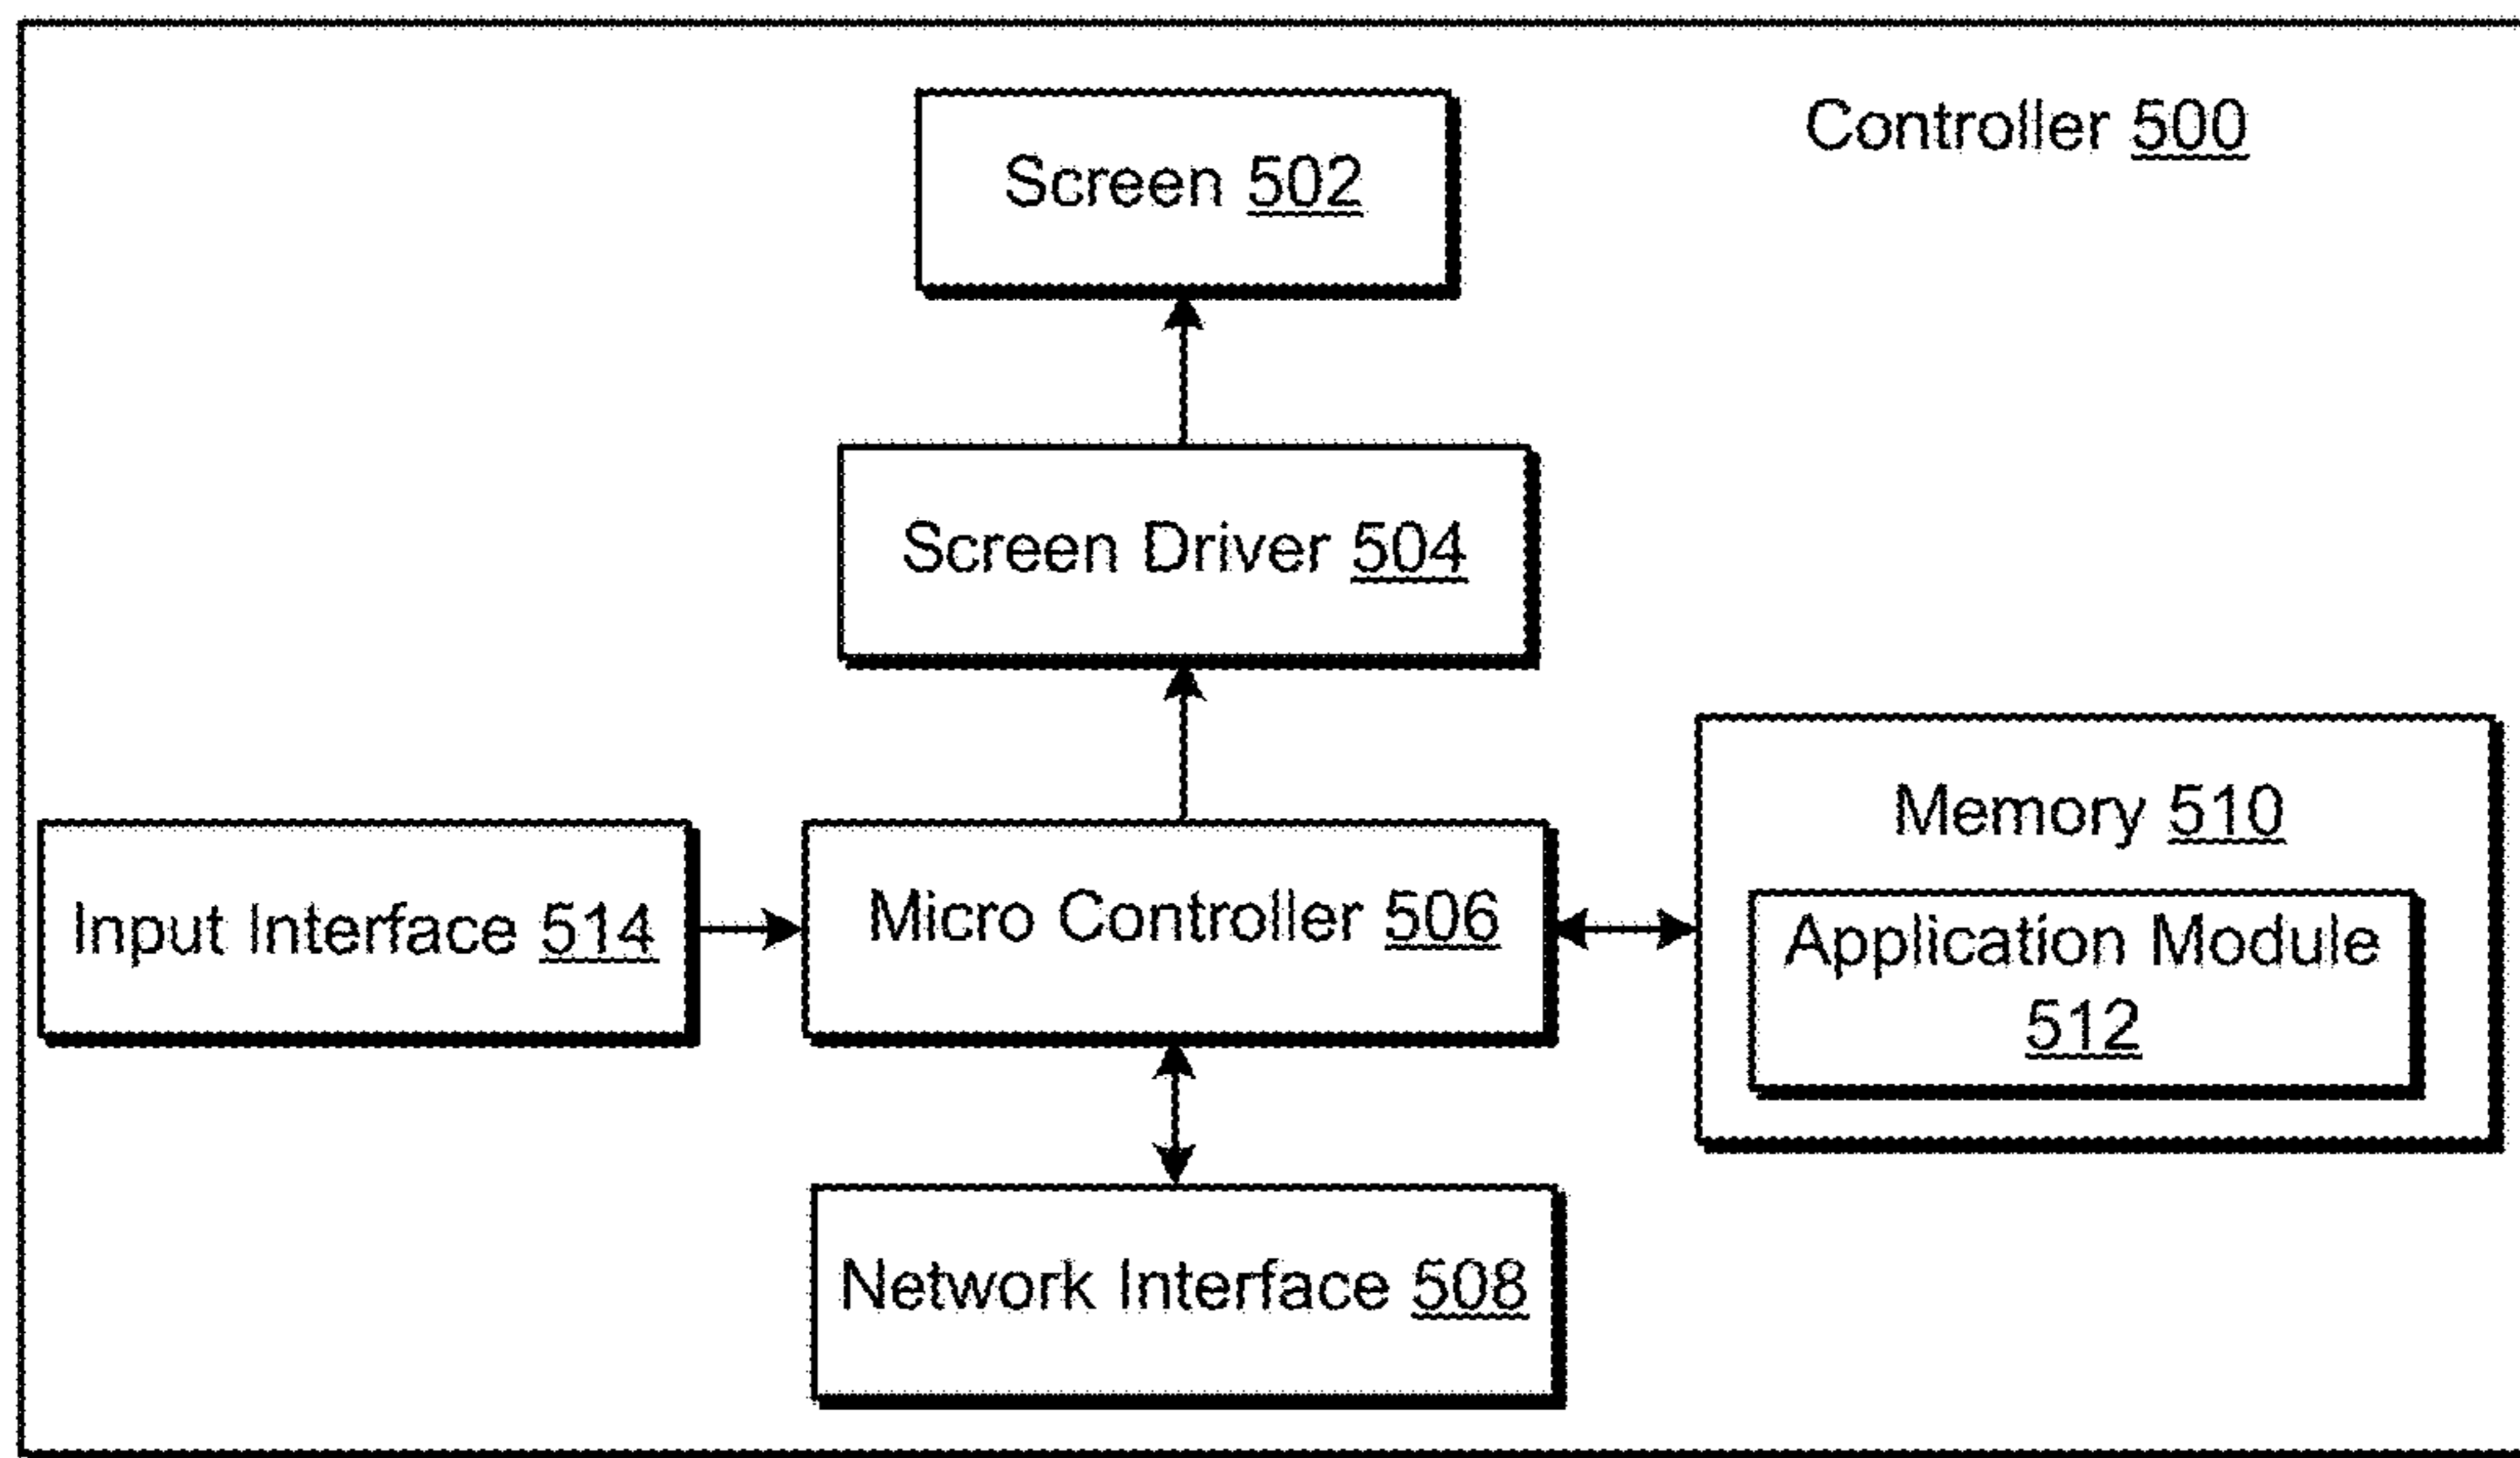 Controller 500
Screen 502
Screen Driver 504
Memory 510
Input Interface 514
Micro Controller 506
Application Module
512
Network Interface 508